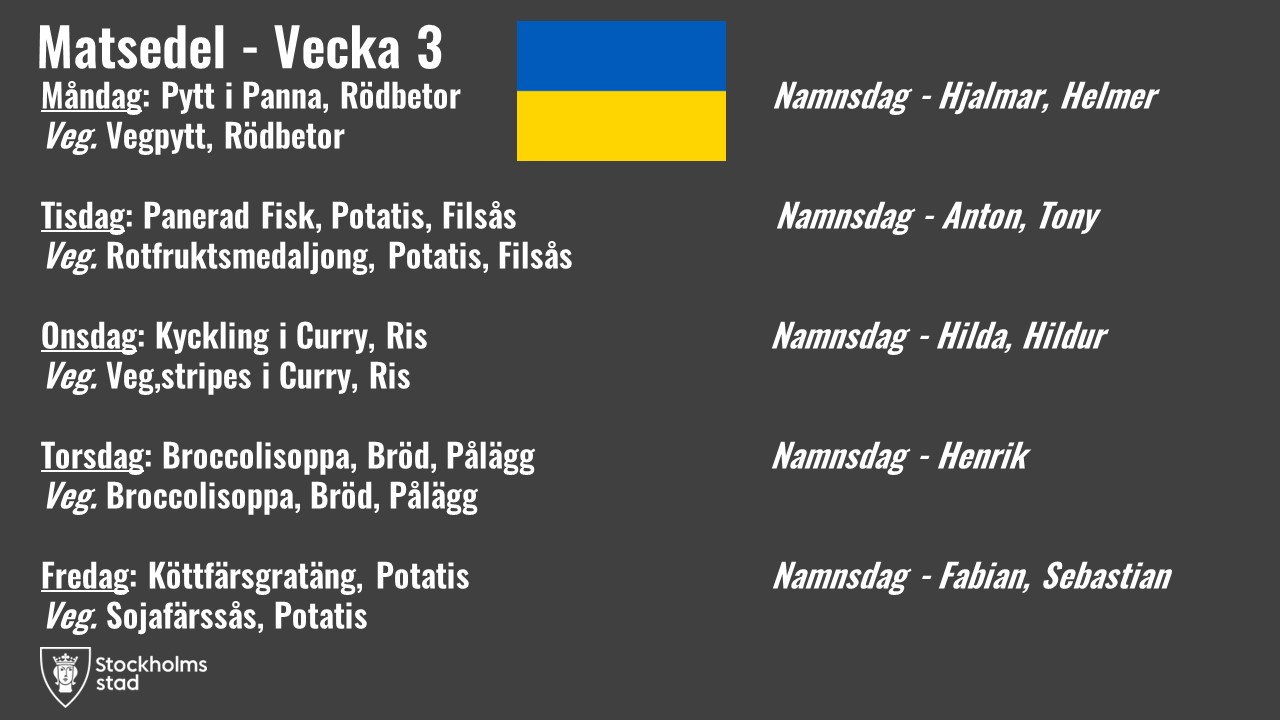 Matsedel - Vecka 3
Måndag: Pytt i Panna, Rödbetor
Namnsdag - Hjalmar, Helmer
Veg. Vegpytt, Rödbetor
Tisdag: Panerad Fisk, Potatis, Filsås
Namnsdag - Anton, Tony
Veg. Rotfruktsmedaljong, Potatis, Filsås
Onsdag: Kyckling i Curry, Ris
Namnsdag - Hilda, Hildur
Veg. Veg,stripes i Curry, Ris
Torsdag: Broccolisoppa, Bröd, Pålägg
Namnsdag - Henrik
Veg. Broccolisoppa, Bröd, Pålägg
Fredag: Köttfärsgratäng, Potatis
Namnsdag - Fabian, Sebastian
Veg. Sojafärssås, Potatis
Stockholms
stad